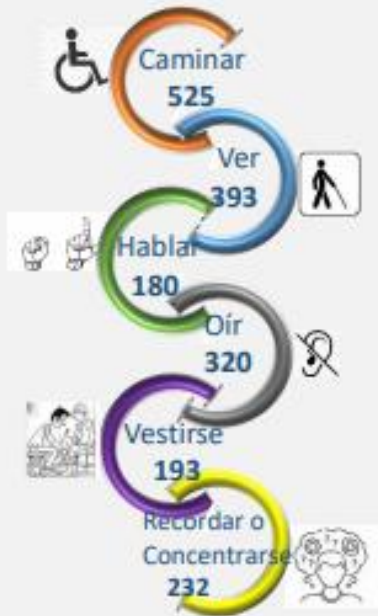 Caminar
525
Ver
393
Hablar
180
Oír
320
Vestirse
193
Recordar o
Concentrarse
232